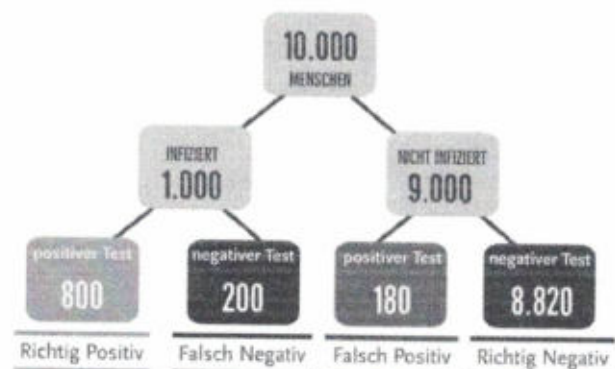 10.000
MENSCHEN
INFIZIERT
1.000
NICHT INFIZIERT
9.000
positiver Test
800
negativer Test
200
positiver Test
180
negativer Test
8.820
Richtig Positiv
Falsch Negativ
Falsch Positiv
Richtig Negativ